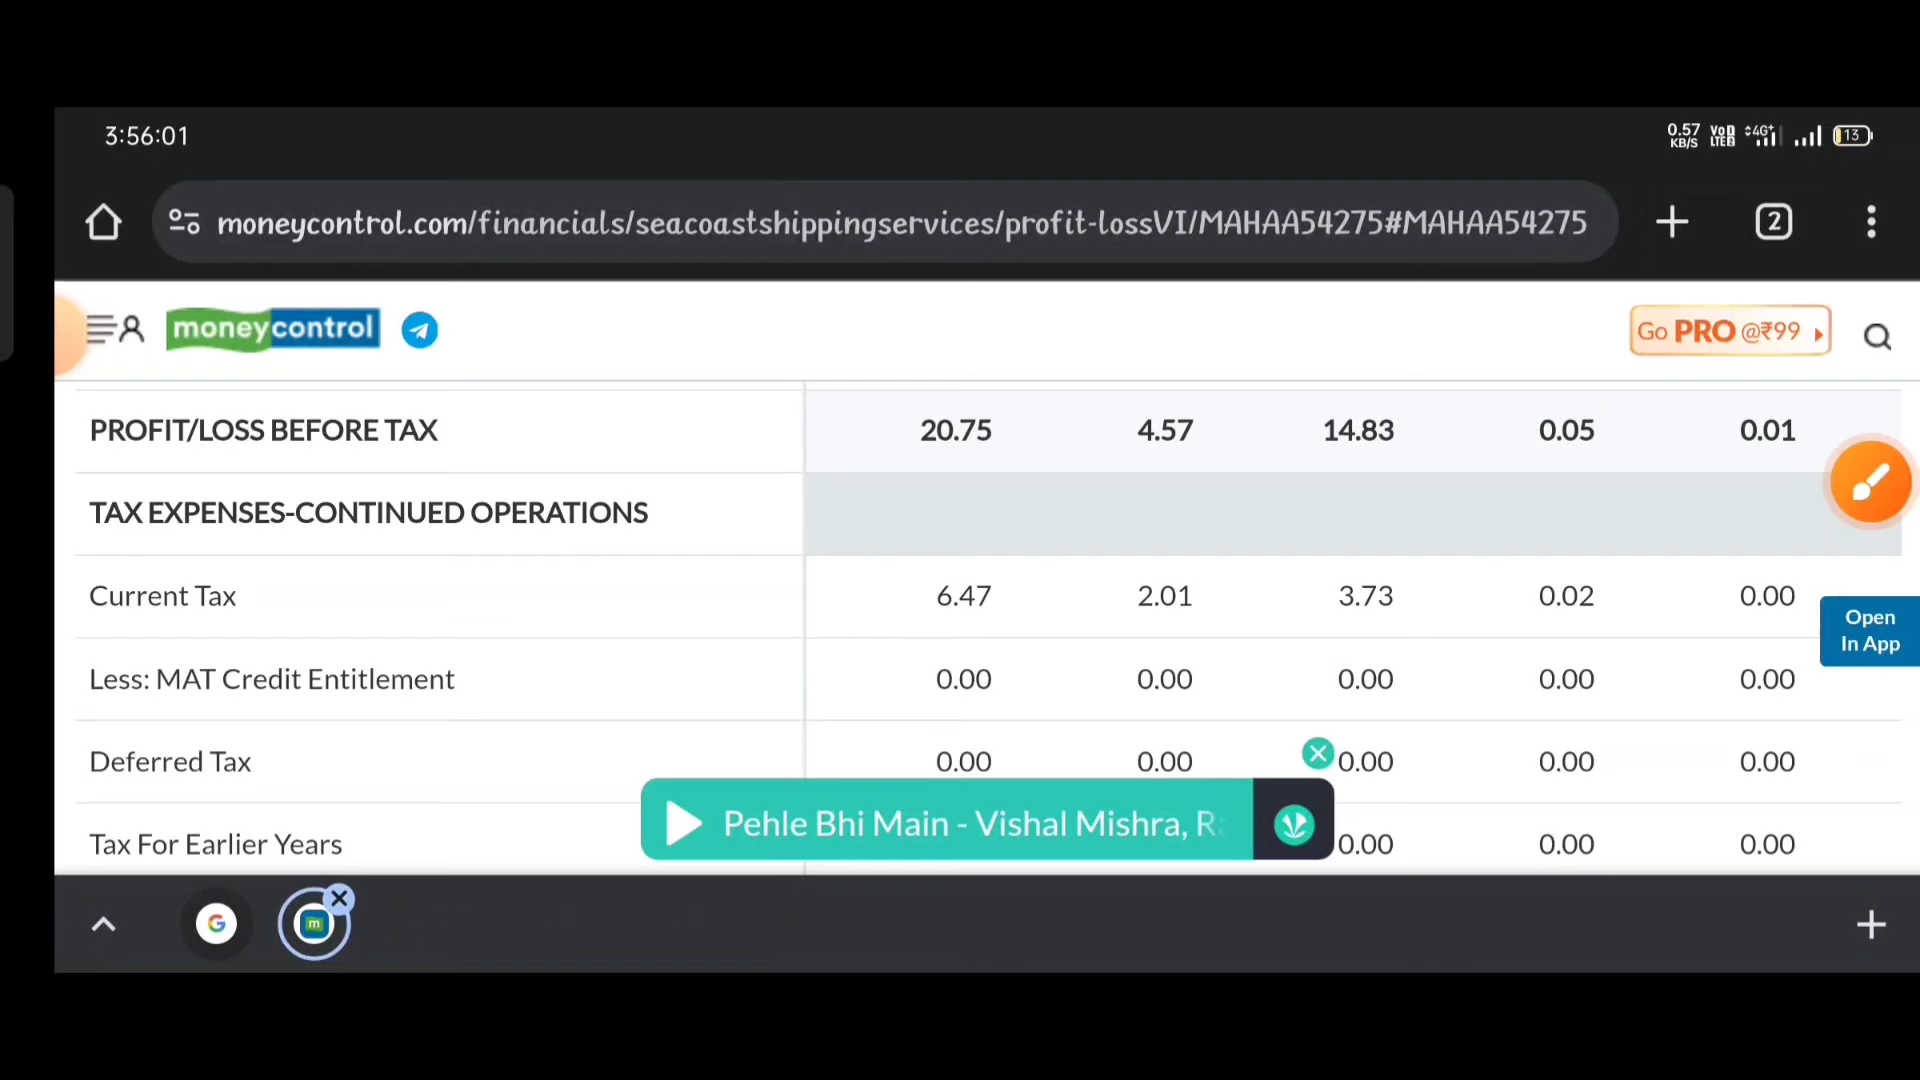 3:56:01
0.57 KB/S VoD LTE2 4G+ 13
moneycontrol.com/financials/seacoastshippingservices/profit-lossVI/MAHAA54275#MAHAA54275
2
moneycontrol
Go PRO @₹99
PROFIT/LOSS BEFORE TAX 20.75 4.57 14.83 0.05 0.01
TAX EXPENSES-CONTINUED OPERATIONS
Current Tax 6.47 2.01 3.73 0.02 0.00
Open
In App
Less: MAT Credit Entitlement 0.00 0.00 0.00 0.00 0.00
Deferred Tax 0.00 0.00 0.00 0.00 0.00
Pehle Bhi Main - Vishal Mishra,
Tax For Earlier Years 0.00 0.00 0.00
G
m